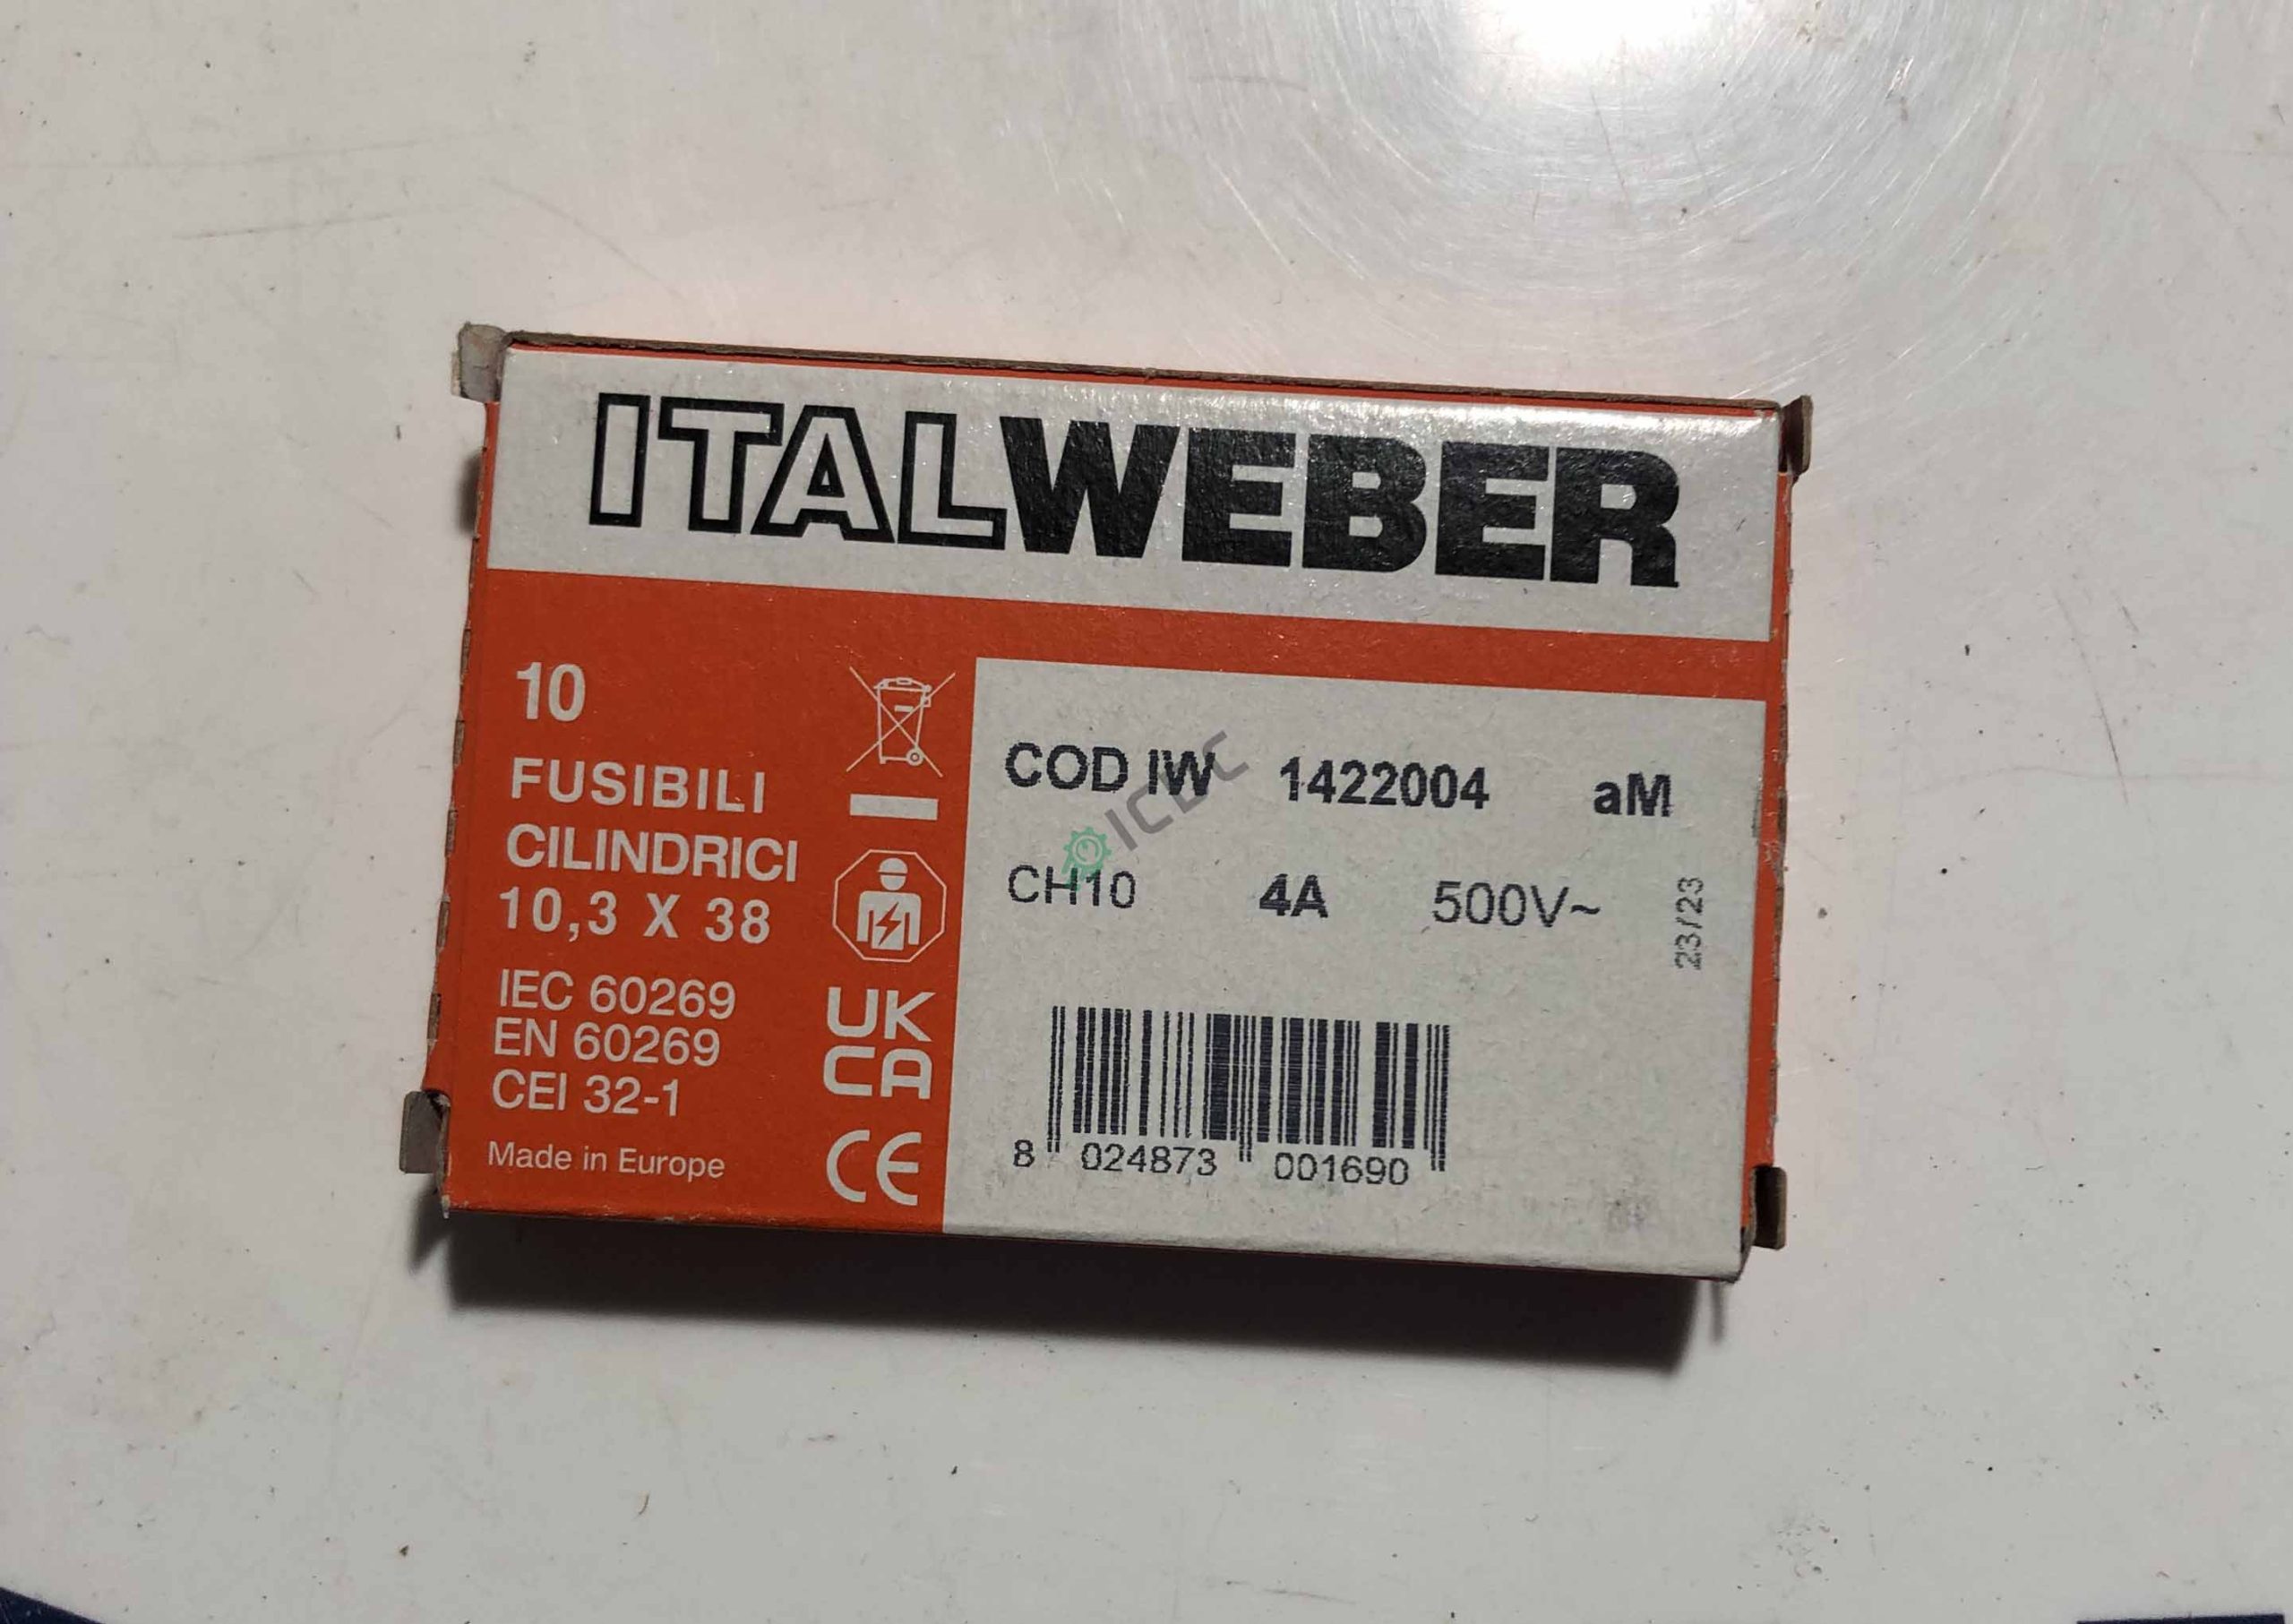 ITALWEBER
10
FUSIBILI
CILINDRICI
10,3 X 38
IEC 60269
EN 60269
CEI 32-1
Made in Europe
UK
CA
CE
COD IW 1422004 aM
CH10 4A 500V~
23/23
8 024873 001690
ICEC